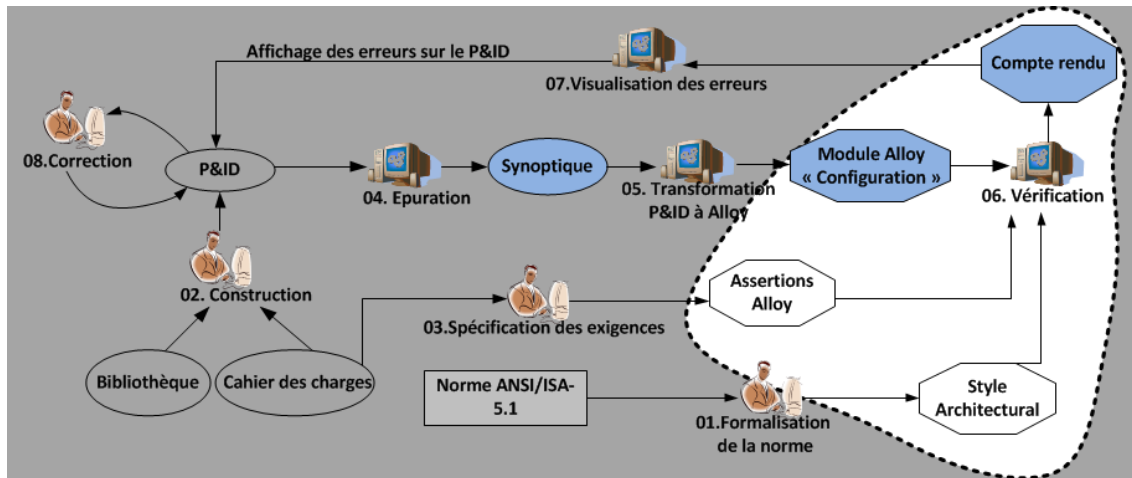 Affichage des erreurs sur le P&ID
Compte rendu
07.Visualisation des erreurs
08.Correction
P&ID
04. Epuration
Synoptique
05. Transformation
P&ID à Alloy
Module Alloy
« Configuration »
06. Vérification
02. Construction
03.Spécification des exigences
Assertions
Alloy
Bibliothèque
Cahier des charges
Norme ANSI/ISA-
5.1
01.Formalisation
de la norme
Style
Architectural